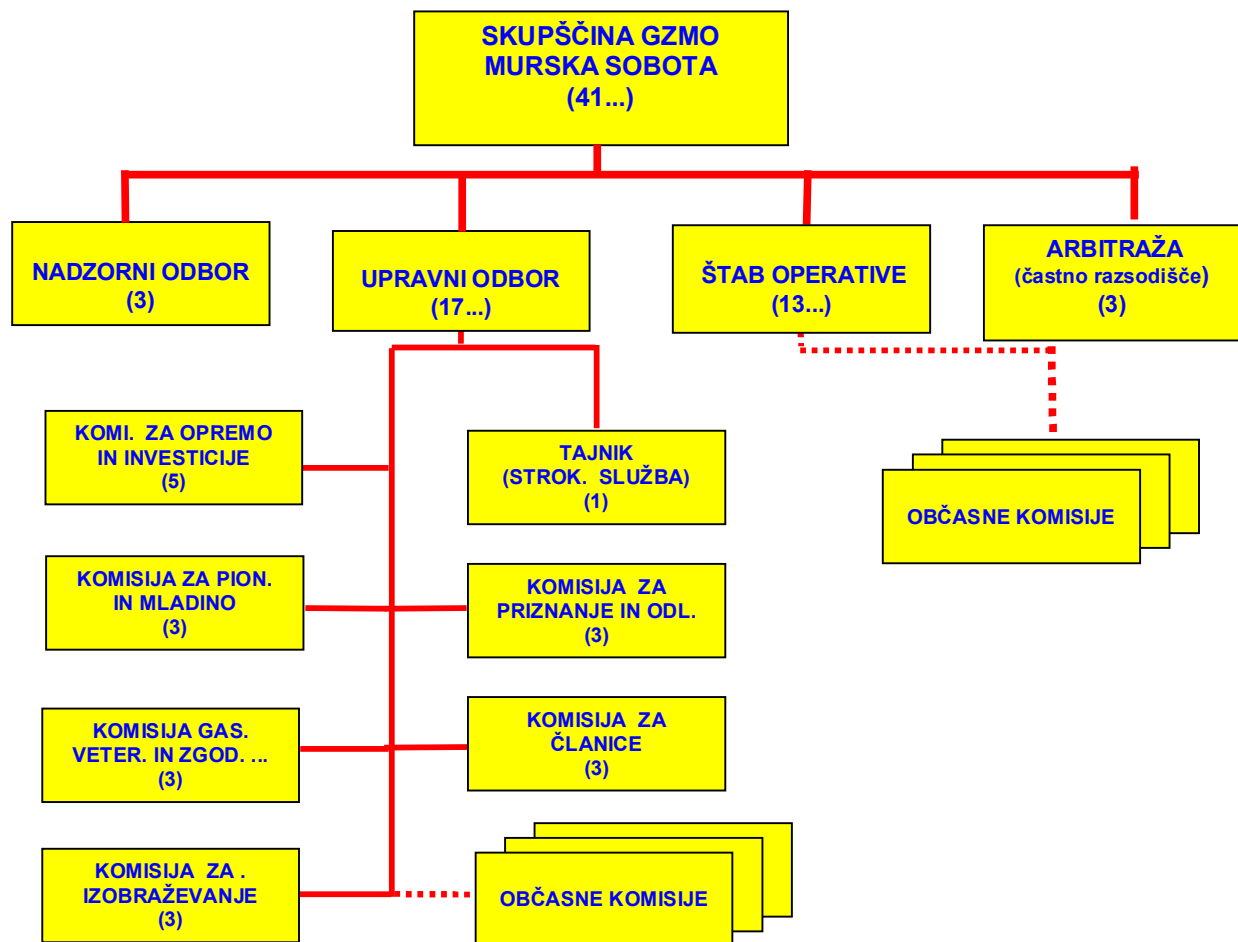 SKUPŠČINA GZMO
MURSKA SOBOTA
(41...)
NADZORNI ODBOR
(3)
UPRAVNI ODBOR
(17...)
ŠTAB OPERATIVE
(13...)
ARBITRAŽA
(častno razsodišče)
(3)
KOMI. ZA OPREMO
IN INVESTICIJE
(5)
TAJNIK
(STROK. SLUŽBA)
(1)
OBČASNE KOMISIJE
KOMISIJA ZA PION.
IN MLADINO
(3)
KOMISIJA ZA
PRIZNANJE IN ODL.
(3)
KOMISIJA GAS.
VETER. IN ZGOD. ...
(3)
KOMISIJA ZA
ČLANICE
(3)
KOMISIJA ZA .
IZOBRAŽEVANJE
(3)
OBČASNE KOMISIJE